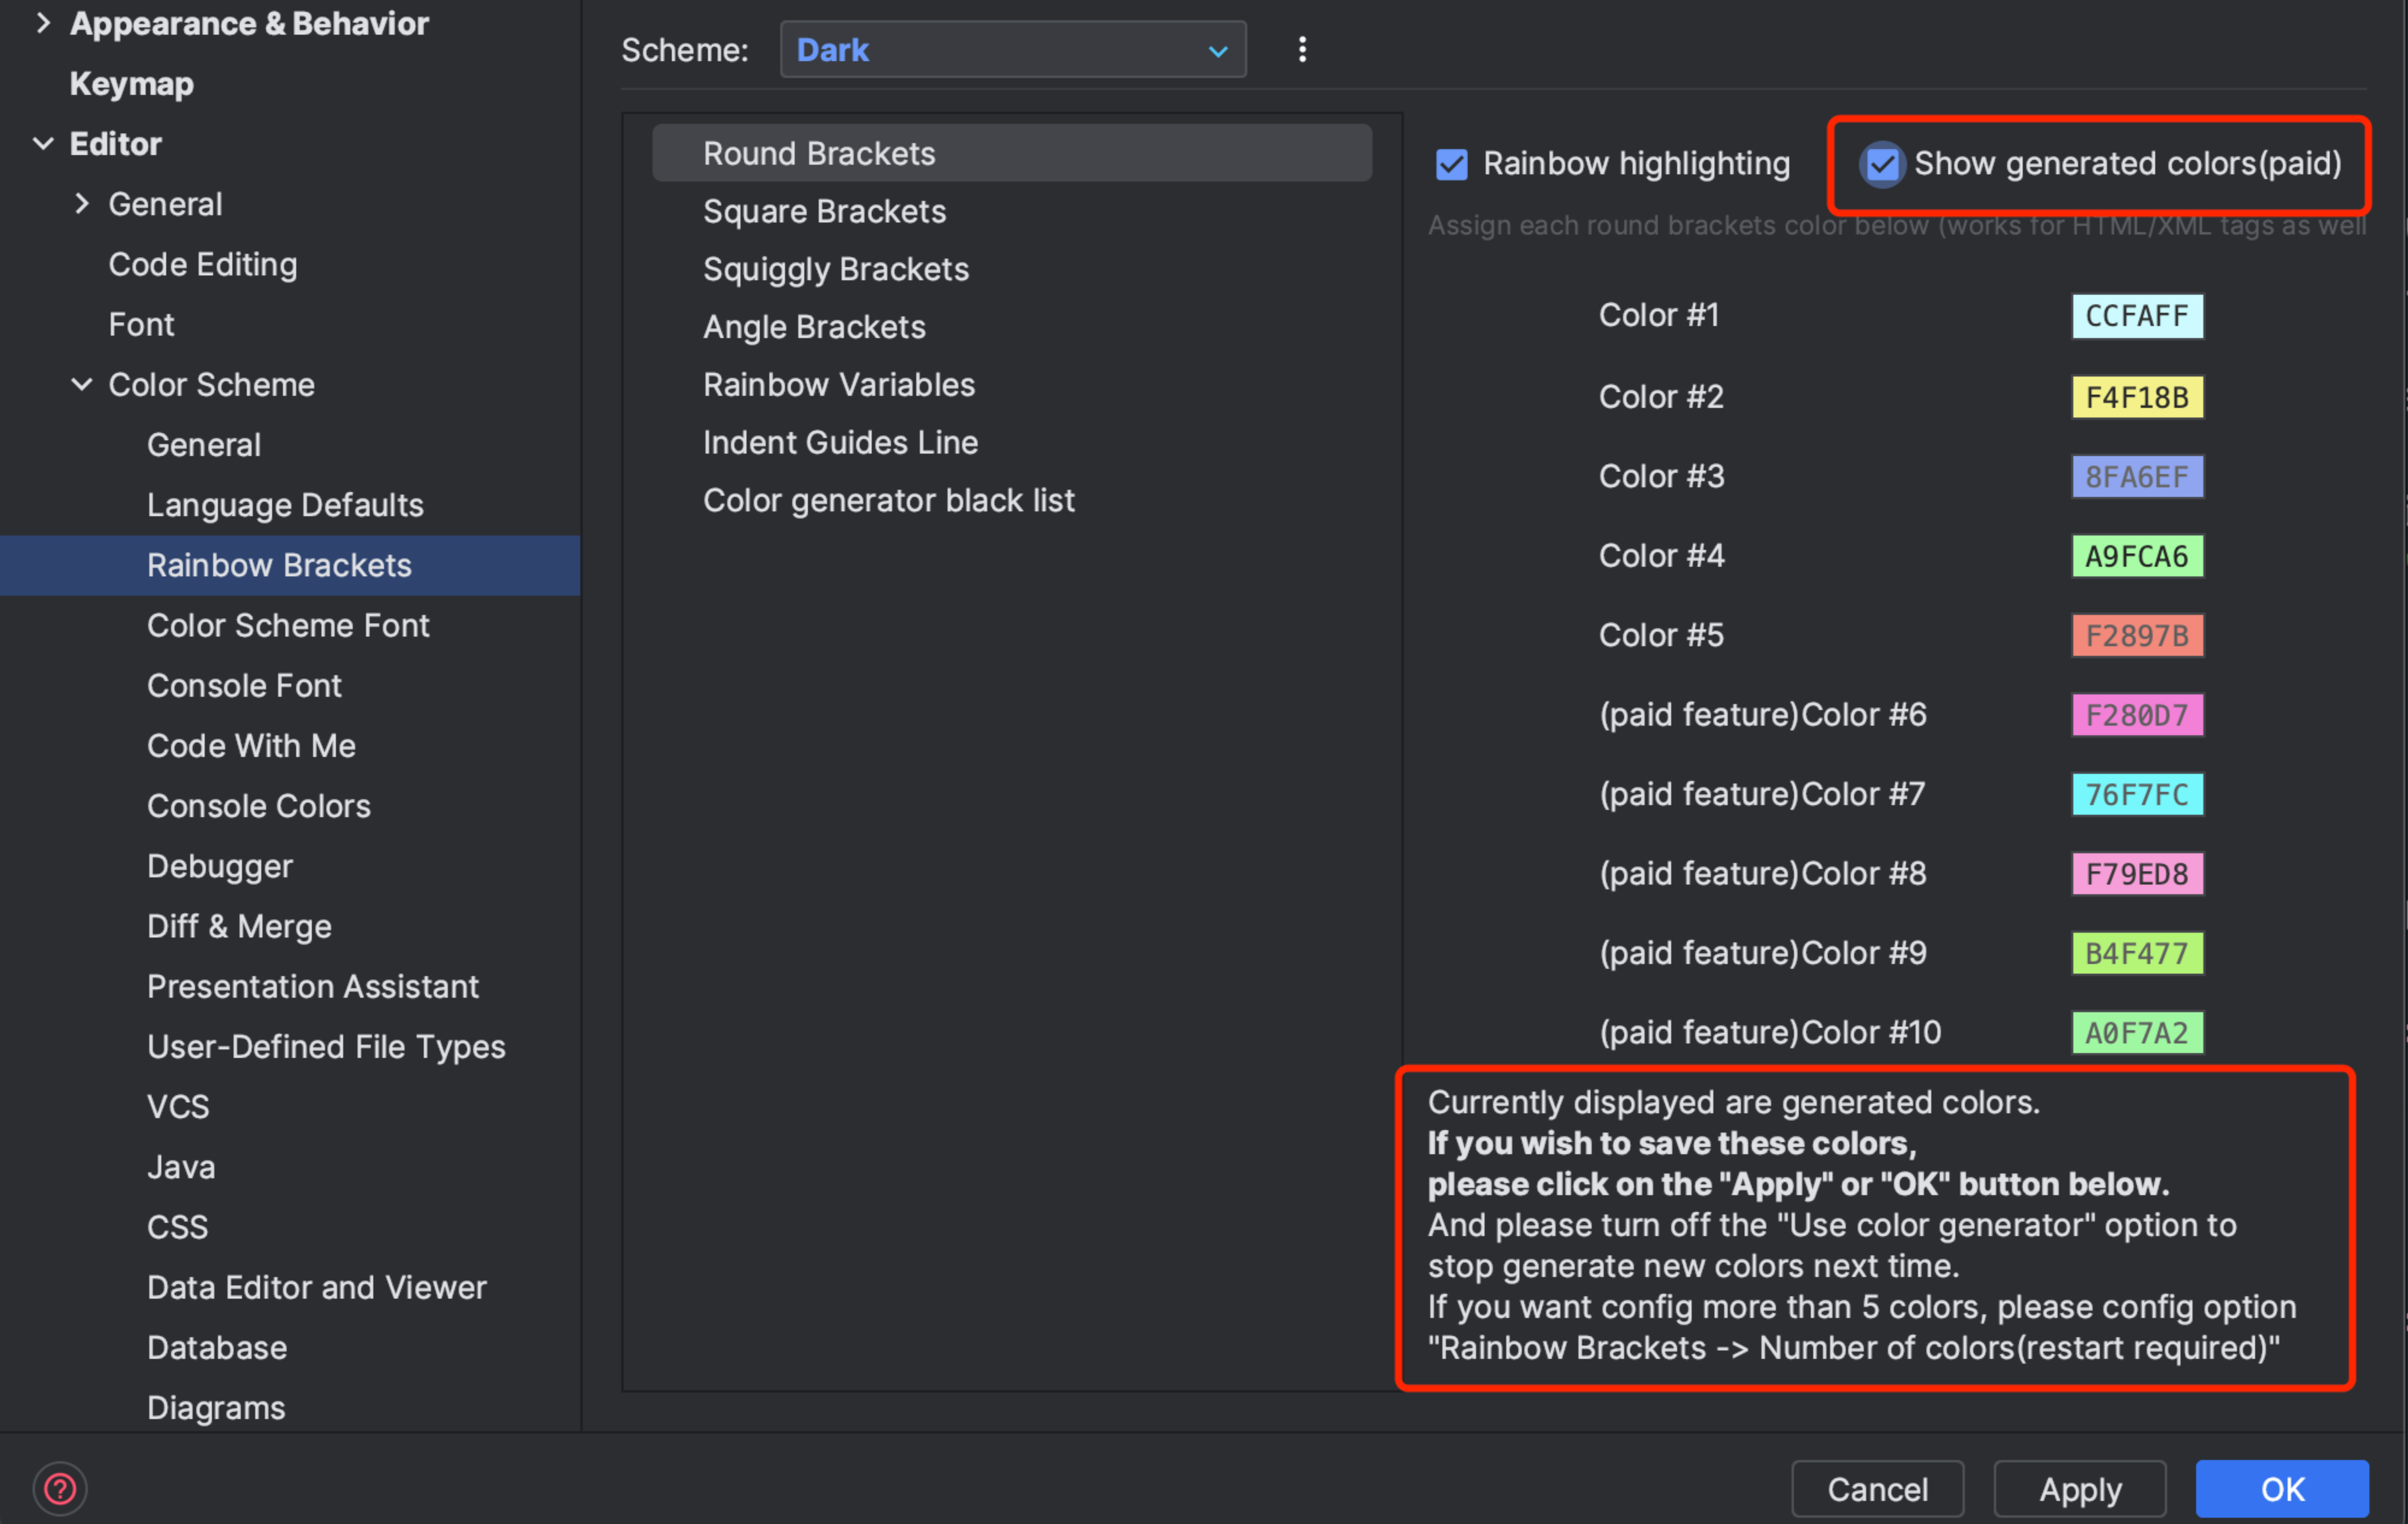 Appearance & Behavior
Keymap
Editor
General
Code Editing
Font
Color Scheme
General
Language Defaults
Rainbow Brackets
Color Scheme Font
Console Font
Code With Me
Console Colors
Debugger
Diff & Merge
Presentation Assistant
User-Defined File Types
VCS
Java
CSS
Data Editor and Viewer
Database
Diagrams
Scheme: Dark
Round Brackets
Square Brackets
Squiggly Brackets
Angle Brackets
Rainbow Variables
Indent Guides Line
Color generator black list
Rainbow highlighting Show generated colors(paid)
Assign each round brackets color below (works for HTML/XML tags as well
Color #1 CCFAFF
Color #2 F4F18B
Color #3 8FA6EF
Color #4 A9FCA6
Color #5 F2897B
(paid feature)Color #6 F280D7
(paid feature)Color #7 76F7FC
(paid feature)Color #8 F79ED8
(paid feature)Color #9 B4F477
(paid feature)Color #10 A0F7A2
Currently displayed are generated colors.
If you wish to save these colors,
please click on the "Apply" or "OK" button below.
And please turn off the "Use color generator" option to
stop generate new colors next time.
If you want config more than 5 colors, please config option
"Rainbow Brackets -> Number of colors(restart required)"
?
Cancel Apply OK